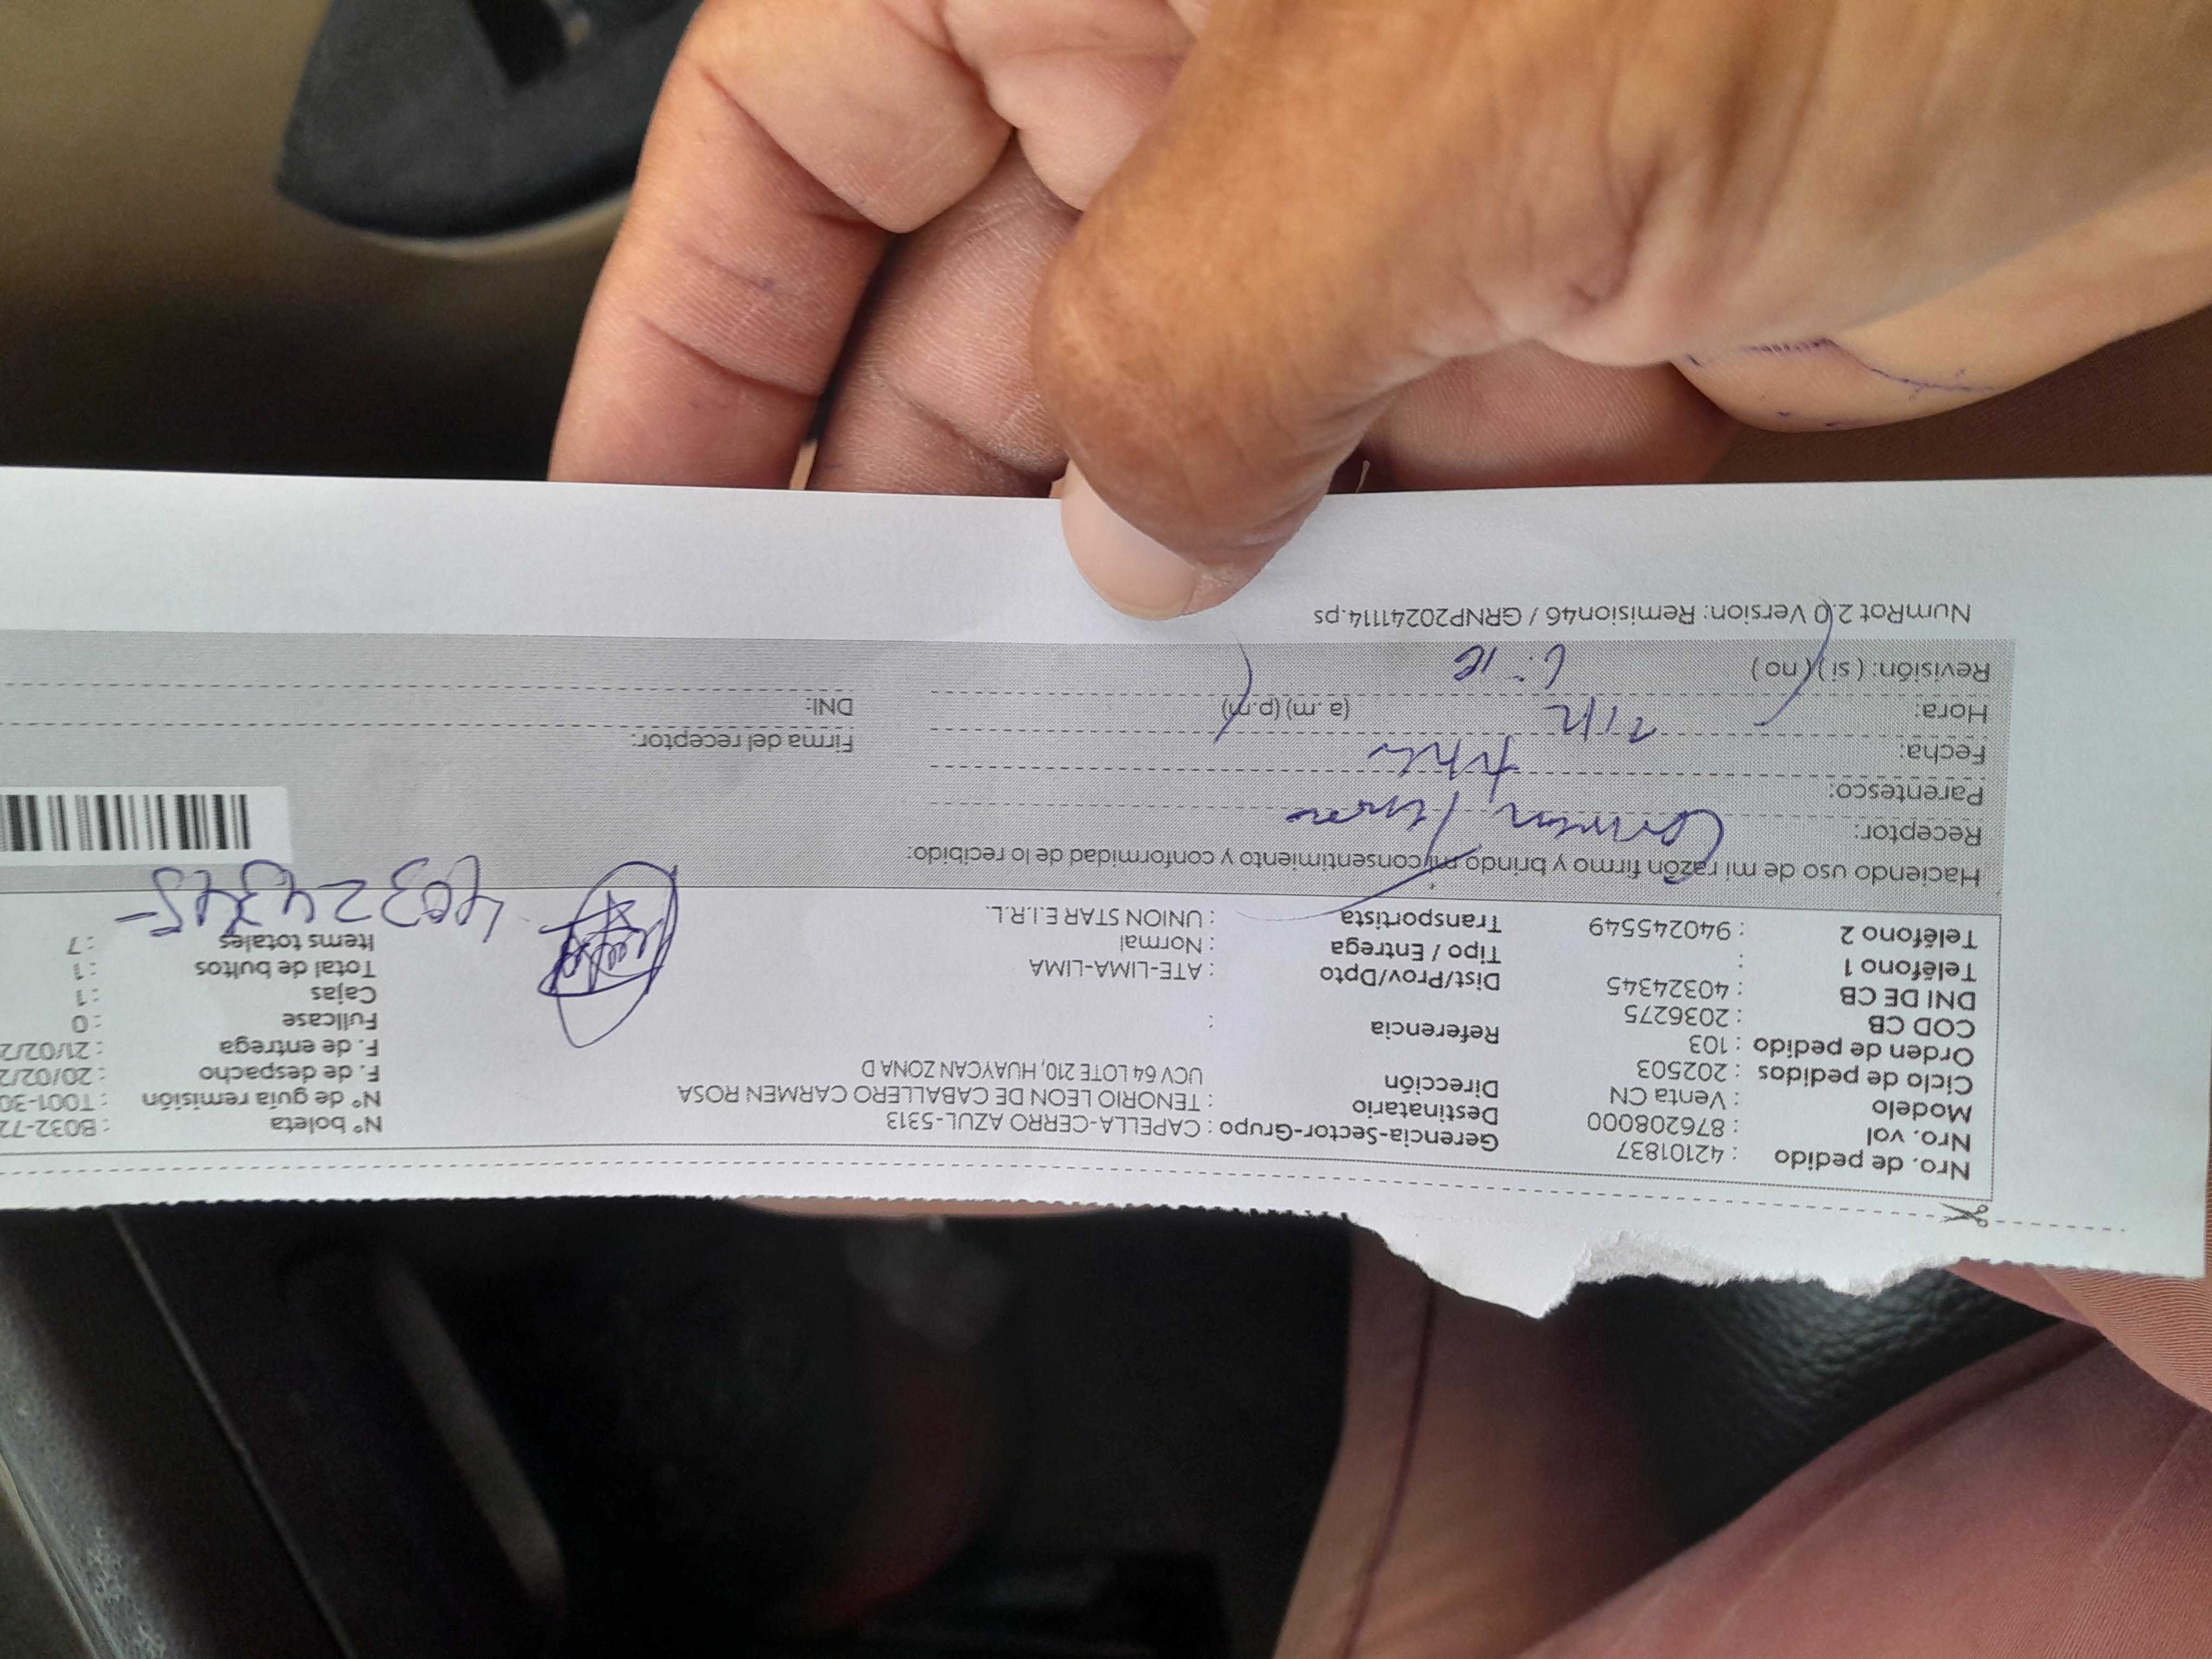 Nro. de pedido : 42101837 Gerencia-Sector-Grupo : CAPELLA-CERRO AZUL-5313 N° boleta : B032-72
Nro. vol : 876208000 Destinatario : TENORIO LEON DE CABALLERO CARMEN ROSA N° de guía remisión : T001-30
Modelo : Venta CN Dirección UCV 64 LOTE 210, HUAYCAN ZONA D F. de despacho : 20/02/2
Ciclo de pedidos : 202503 F. de entrega : 21/02/2
Orden de pedido : 103 Referencia : Fullcase : 0
COD CB : 2036275 Cajas : 1
DNI DE CB : 40324345 Dist/Prov/Dpto : ATE-LIMA-LIMA Total de bultos : 1
Teléfono 1 : Tipo / Entrega : Normal Items totales : 7
Teléfono 2 : 940245549 Transportista : UNION STAR E.I.R.L.
40324345
Haciendo uso de mi razón firmo y brindo mi consentimiento y conformidad de lo recibido:
Receptor: Carmen
Parentesco:
Fecha: Firma del receptor:
Hora: (a.m) (p.m) DNI:
Revisión: ( si ) ( no )
NumRot 2.0 Version: Remision46 / GRNP20241114.ps